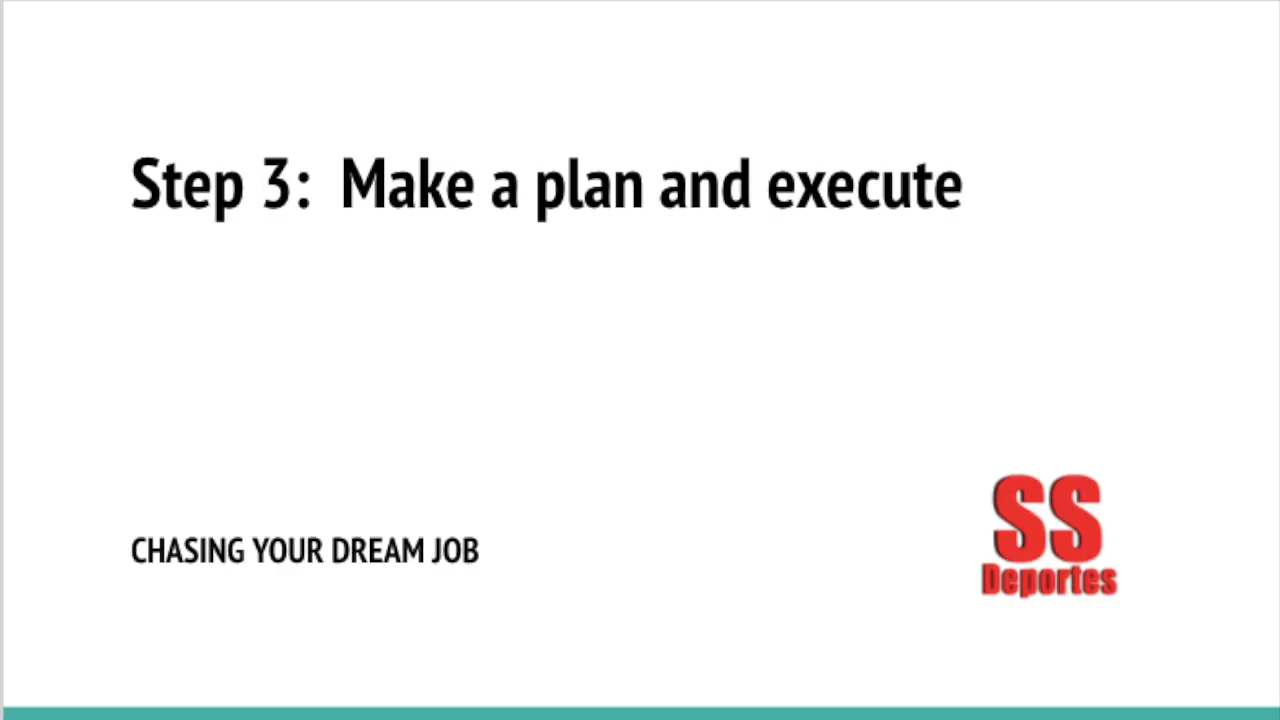 Step 3:  Make a plan and execute
CHASING YOUR DREAM JOB
SS
Deportes